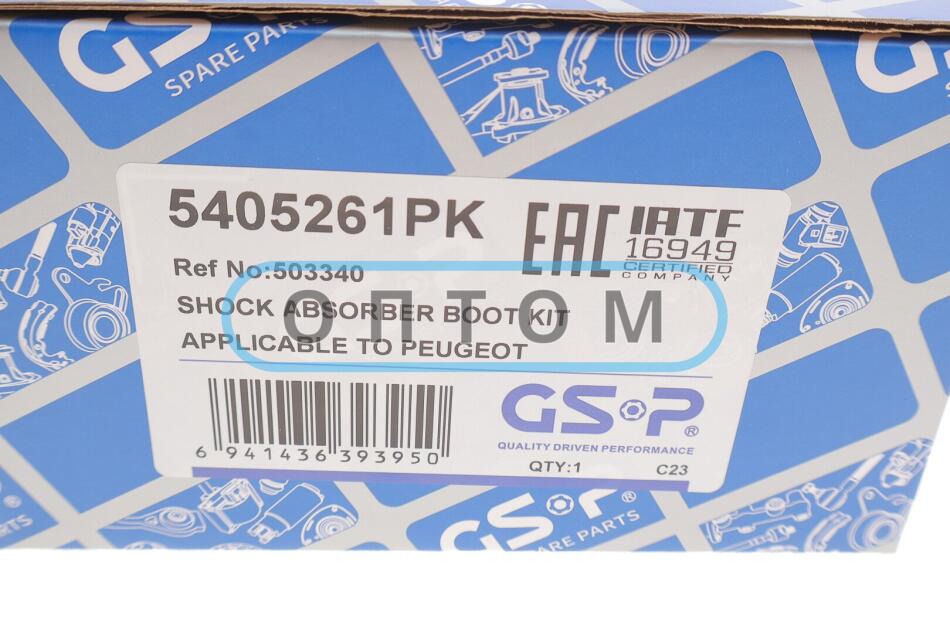 GSP
SPARE PARTS
GS
5405261PK
EAC
IATF
16949
CERTIFIED
COMPANY
Ref No:503340
SHOCK ABSORBER BOOT KIT
ОПТОМ
APPLICABLE TO PEUGEOT
GSP®
QUALITY DRIVEN PERFORMANCE
6 941436 393950
QTY:1
C23
GSP®
SPARE PARTS